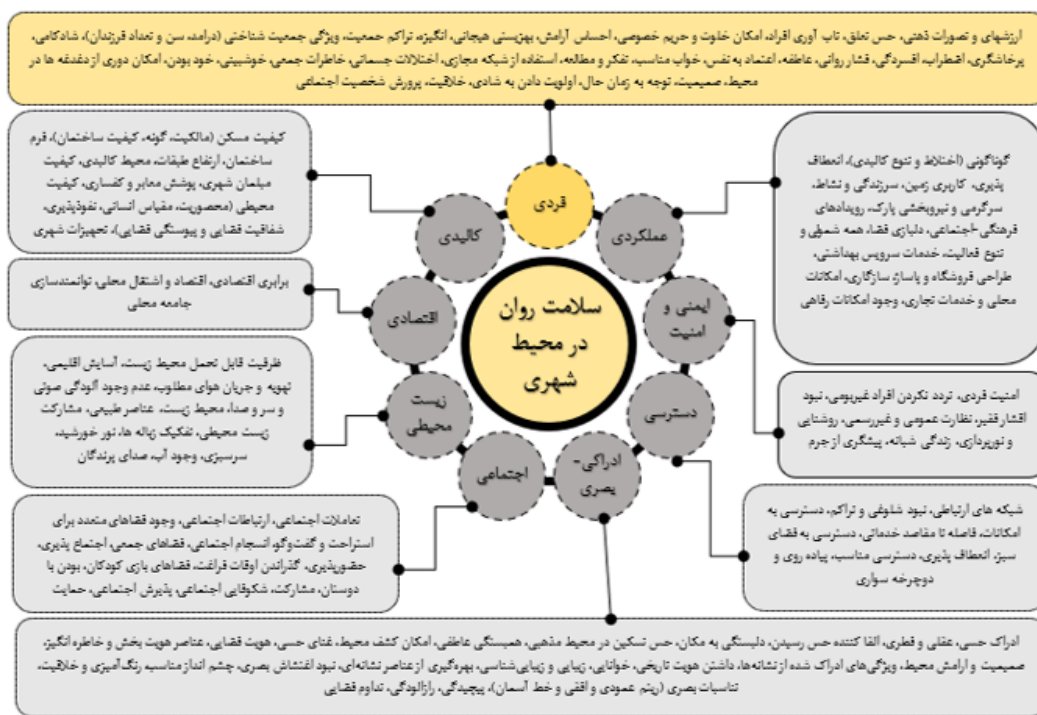 ارزشهای و تصورات ذهنی، حس تعلق، تاب آوری افراد، امکان خلوت و حریم خصوصی، احساس آرامش، بهزیستی هیجانی، انگیزه، تراکم جمعیت، ویژگی جمعیت شناختی (درامد، سن و تعداد فرزندان)، شادکامی،
پرخاشگری، اضطراب، افسردگی، فشار روانی، عاطفه، اعتماد به نفس، خواب مناسب، تفکر و مطالعه، استفاده از شبکه مجازی، اختلالات جسمانی، خاطرات جمعی، خوشبینی، خود بودن، امکان دوری از دغدغه ها در
محیط، صمیمیت، توجه به زمان حال، اولویت دادن به شادی، خلاقیت، پرورش شخصیت اجتماعی
فردی
عملکردی
گوناگونی (اختلاط و تنوع کالبدی)، انعطاف
پذیری، کاربری زمین، سرزندگی و نشاط،
سرگرمی و نیروبخشی پارک، رویدادهای
فرهنگی-اجتماعی، دلبازی فضا، همه شمولی و
تنوع فعالیت، خدمات سرویس بهداشتی،
طراحی فروشگاه و پاساژ، سازگاری، امکانات
محلی و خدمات تجاری، وجود امکانات رفاهی
ایمنی و
امنیت
امنیت فردی، تردد نکردن افراد غیربومی، نبود
اقشار فقیر، نظارت عمومی و غیررسمی، روشنایی
و نورپردازی، زندگی شبانه، پیشگری از جرم
دسترسی
شبکه های ارتباطی، نبود شلوغی و تراکم، دسترسی به
امکانات، فاصله تا مقاصد خدماتی، دسترسی به فضای
سبز، انعطاف پذیری، دسترسی مناسب، پیاده روی و
دوچرخه سواری
ادراکی-
بصری
ادراک حسی، عقلی و فطری، القا کننده حس رسیدن، دلبستگی به مکان، حس تسکین در محیط مذهبی، همبستگی عاطفی، امکان کشف محیط، غنای حسی، هویت فضایی، عناصر هویت بخش و خاطره انگیز،
صمیمیت و ارامش محیط، ویژگی‌های ادراک شده از نشانه‌ها، داشتن هویت تاریخی، خوانایی، زیبایی و زیبایی‌شناسی، بهره‌گیری از عناصر نشانه‌ای، نبود اغتشاش بصری، چشم انداز مناسب، رنگ‌آمیزی و خلاقیت،
تناسبات بصری (ریتم عمودی و افقی و خط آسمان)، پیچیدگی، رازآلودگی، تداوم فضایی
اجتماعی
تعاملات اجتماعی، ارتباطات اجتماعی، وجود فضاهای متعدد برای
استراحت و گفت‌وگو، انسجام اجتماعی، فضاهای جمعی، اجتماع پذیری،
حضورپذیری، گذراندن اوقات فراغت، فضاهای بازی کودکان، بودن با
دوستان، مشارکت، شکوفایی اجتماعی، پذیرش اجتماعی، حمایت
زیست
محیطی
ظرفیت قابل تحمل محیط زیست، آسایش اقلیمی،
تهویه و جریان هوای مطلوب، عدم وجود آلودگی صوتی
و سر و صدا، محیط زیست، عناصر طبیعی، مشارکت
زیست محیطی، تفکیک زباله ها، نور خورشید،
سرسبزی، وجود آب، صدای پرندگان
اقتصادی
برابری اقتصادی، اقتصاد و اشتغال محلی، توانمندسازی
جامعه محلی
کالبدی
کیفیت مسکن (مالکیت، گونه، کیفیت ساختمان)، فرم
ساختمان، ارتفاع طبقات، محیط کالبدی، کیفیت
مبلمان شهری، پوشش معابر و کفسازی، کیفیت
محیطی (محصوریت، مقیاس انسانی، نفوذپذیری،
شفافیت فضایی و پیوستگی فضایی)، تجهیزات شهری
سلامت روان
در محیط
شهری